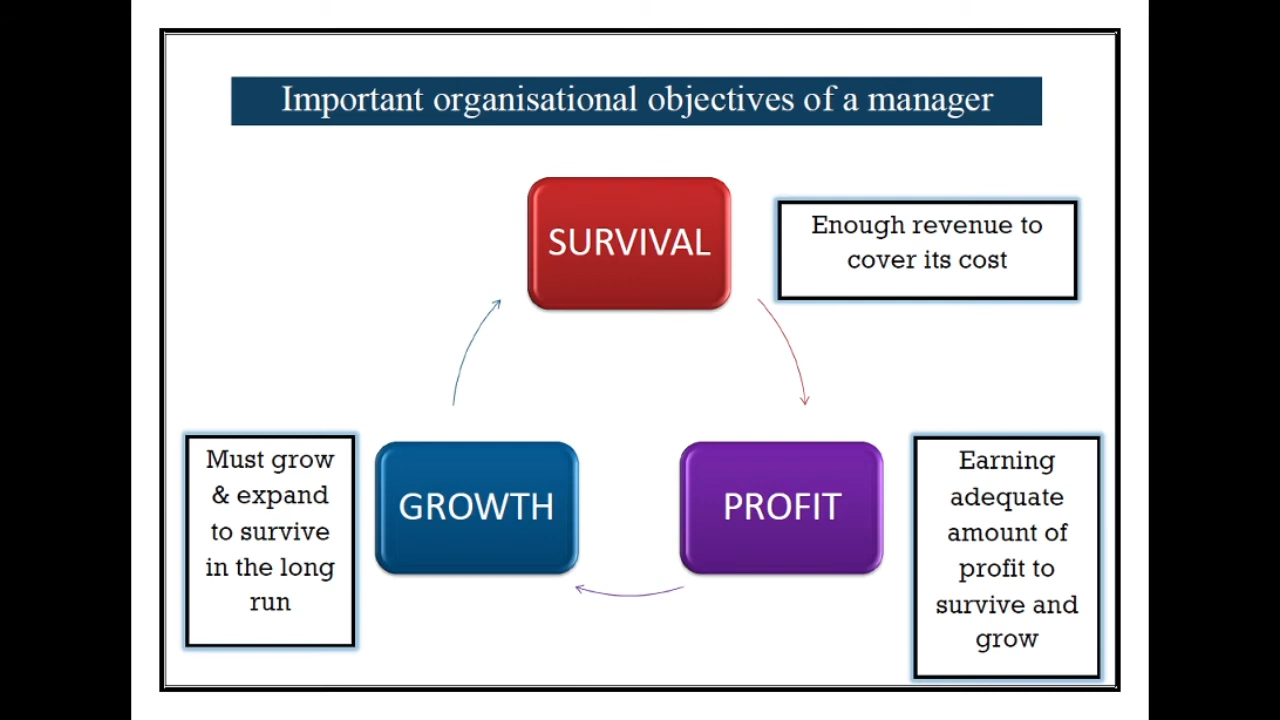 Important organisational objectives of a manager
SURVIVAL
Enough revenue to
cover its cost
Must grow
& expand
to survive
in the long
run
GROWTH
PROFIT
Earning
adequate
amount of
profit to
survive and
grow